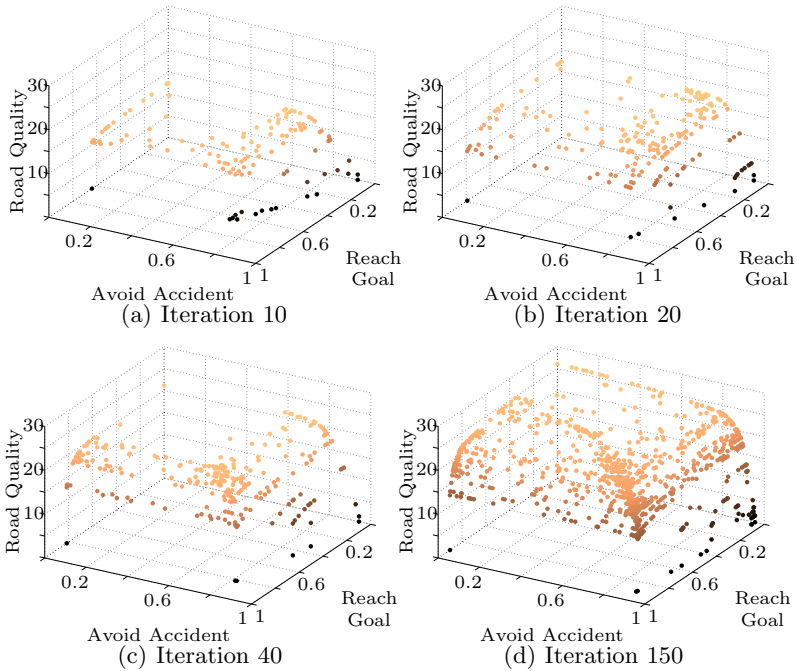 30
20
10
Road Quality
0.2
0.6
1
Avoid Accident
1
0.6
0.2
Reach
Goal
(a) Iteration 10
30
20
10
Road Quality
0.2
0.6
1
Avoid Accident
1
0.6
0.2
Reach
Goal
(b) Iteration 20
30
20
10
Road Quality
0.2
0.6
1
Avoid Accident
1
0.6
0.2
Reach
Goal
(c) Iteration 40
30
20
10
Road Quality
0.2
0.6
1
Avoid Accident
1
0.6
0.2
Reach
Goal
(d) Iteration 150